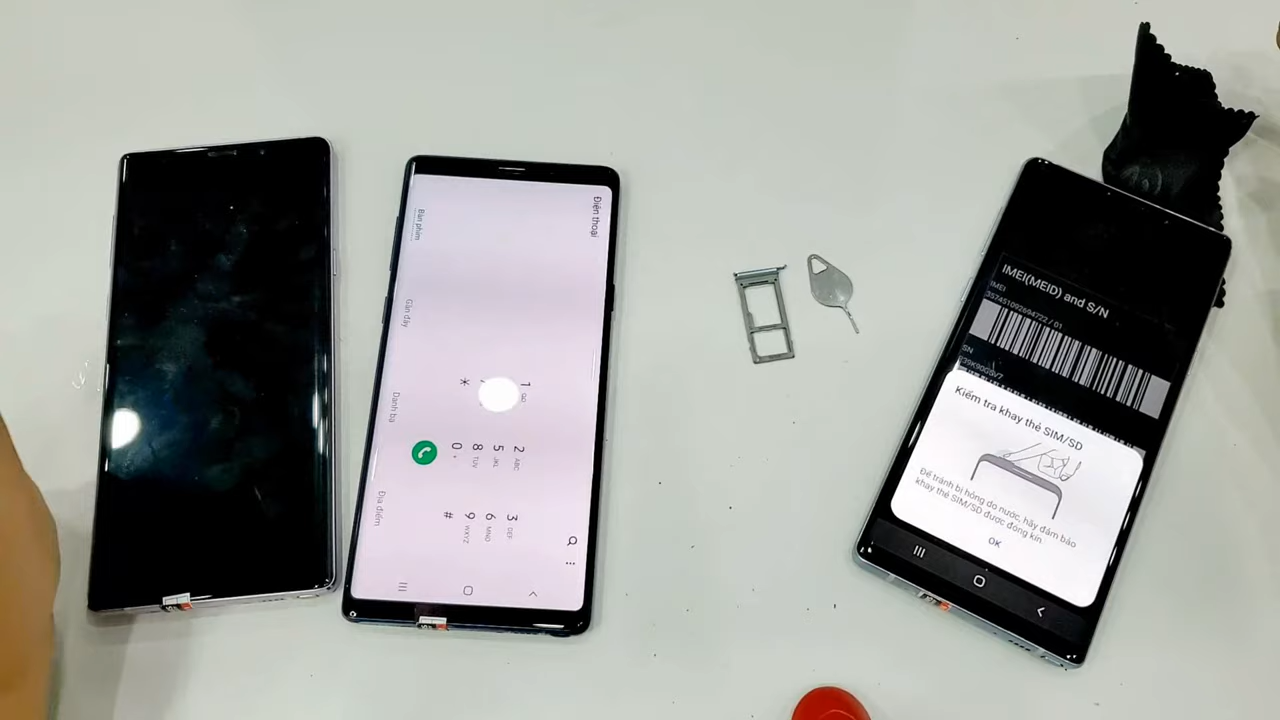 Điện thoại
1
2 ABC
3 DEF
5 JKL
6 MNO
8 TUV
9 WXYZ
*
0 +
#
Bàn phím
Gần đây
Danh bạ
Địa điểm
IMEI(MEID) and S/N
IMEI
357451092694722 / 01
SN
Kiểm tra khay thẻ SIM/SD
Để tránh bị hỏng do nước, hãy đảm bảo
khay thẻ SIM/SD được đóng kín.
OK